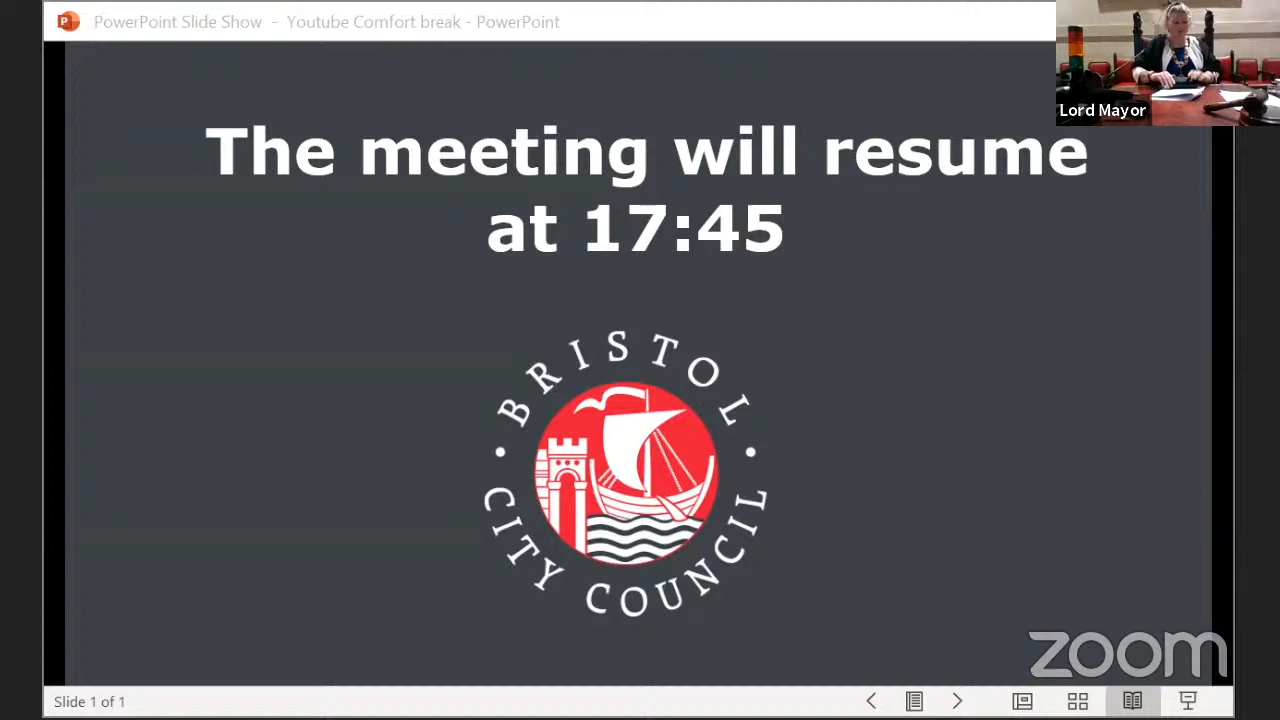 PowerPoint Slide Show - Youtube Comfort break - PowerPoint
Lord Mayor
The meeting will resume
at 17:45
BRISTOL
CITY COUNCIL
zoom
Slide 1 of 1